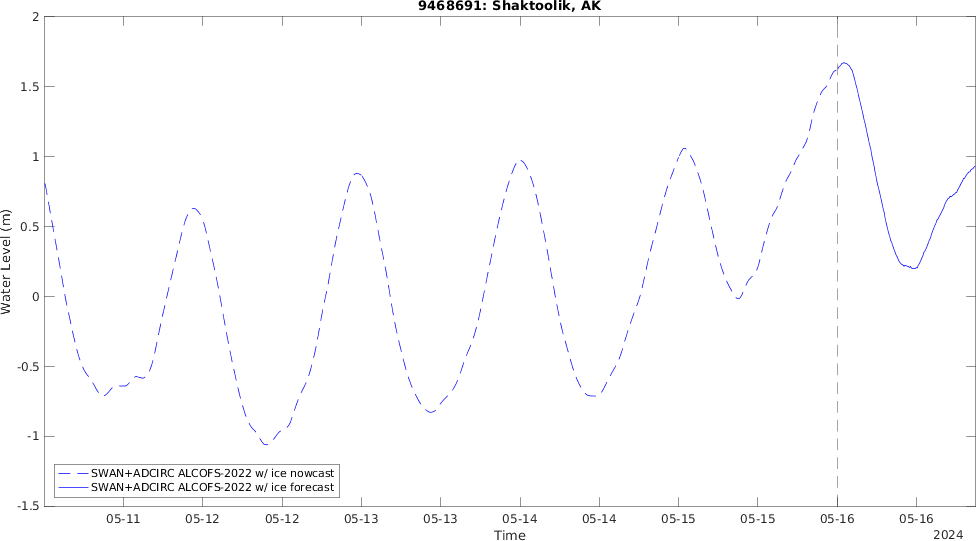 9468691: Shaktoolik, AK
2
1.5
1
0.5
0
-0.5
-1
-1.5
Water Level (m)
SWAN+ADCIRC ALCOFS-2022 w/ ice nowcast
SWAN+ADCIRC ALCOFS-2022 w/ ice forecast
05-11 05-12 05-12 05-13 05-13 05-14 05-14 05-15 05-15 05-16 05-16
Time
2024